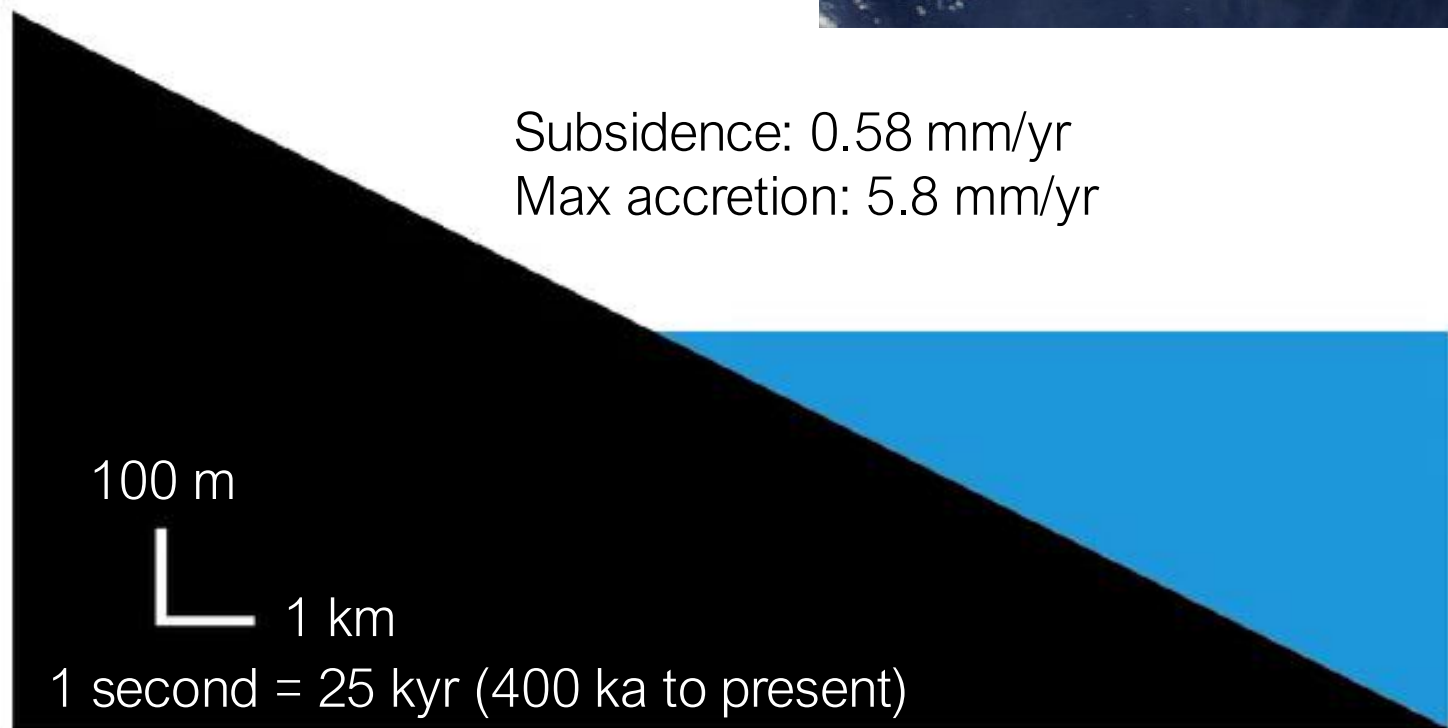 Subsidence: 0.58 mm/yr
Max accretion: 5.8 mm/yr
100 m
1 km
1 second = 25 kyr (400 ka to present)